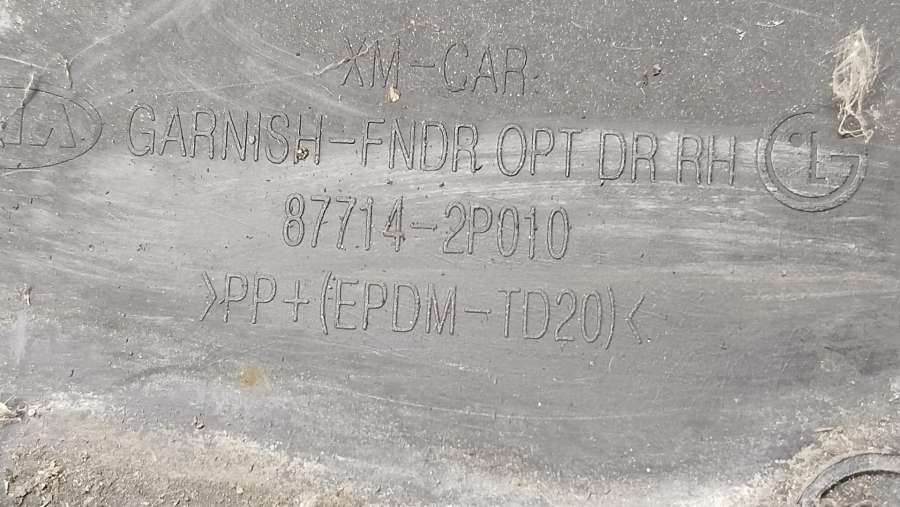 XM-CAR
GARNISH-FNDR OPT DR RH
87714-2P010
>PP+(EPDM-TD20)<